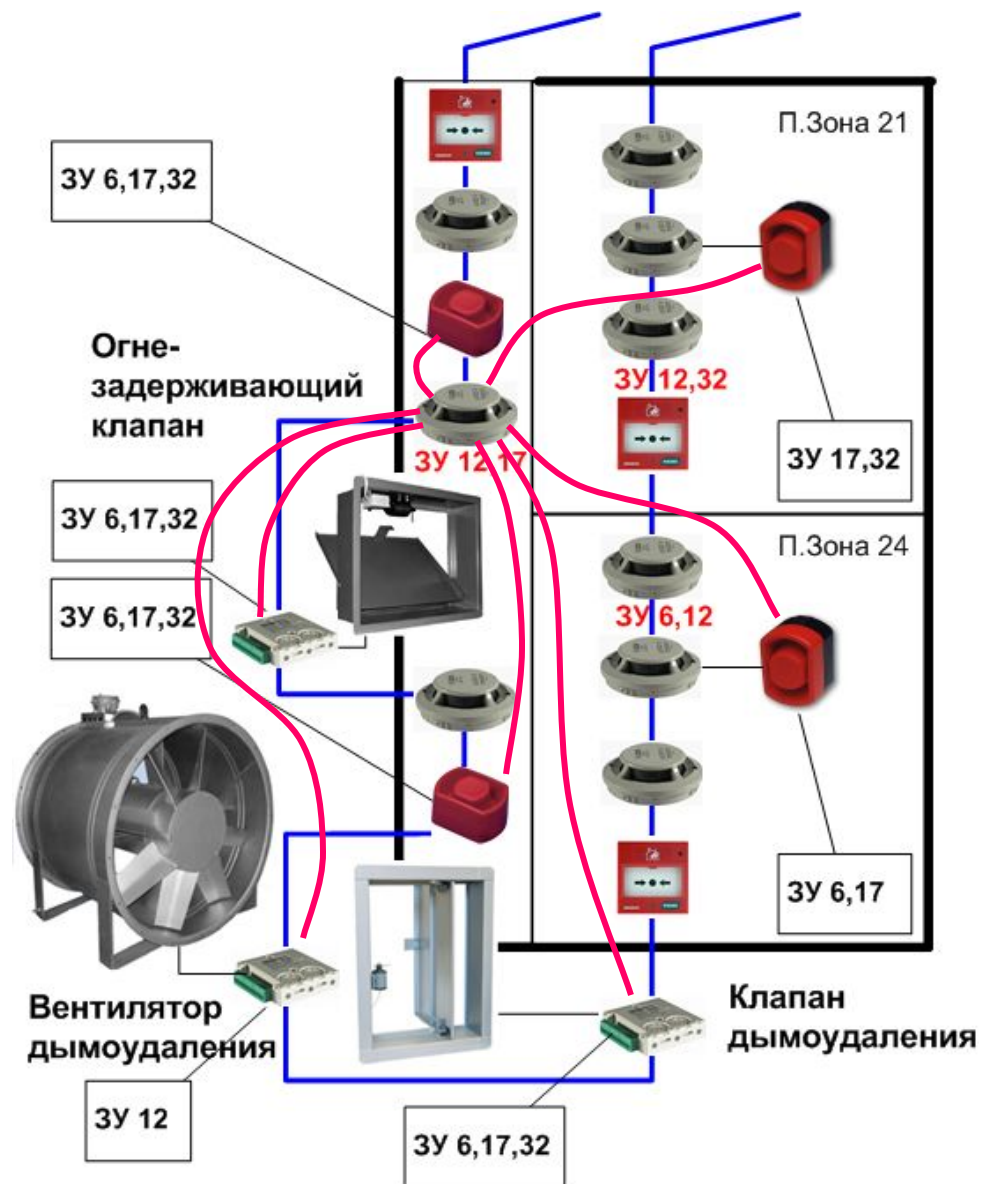 П.Зона 21
ЗУ 6,17,32
Огне-
задерживающий
клапан
ЗУ 12,32
ЗУ 12,17
ЗУ 17,32
ЗУ 6,17,32
П.Зона 24
ЗУ 6,17,32
ЗУ 6,12
ЗУ 6,17
Вентилятор
дымоудаления
Клапан
дымоудаления
ЗУ 12
ЗУ 6,17,32